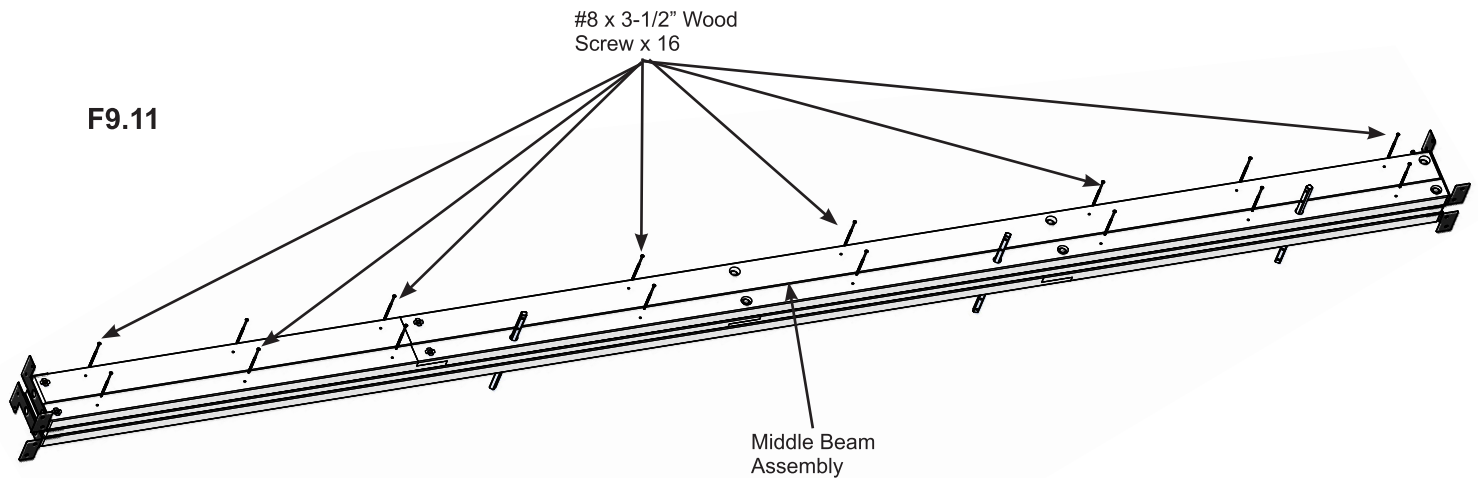 #8 x 3-1/2” Wood
Screw x 16
F9.11
Middle Beam
Assembly